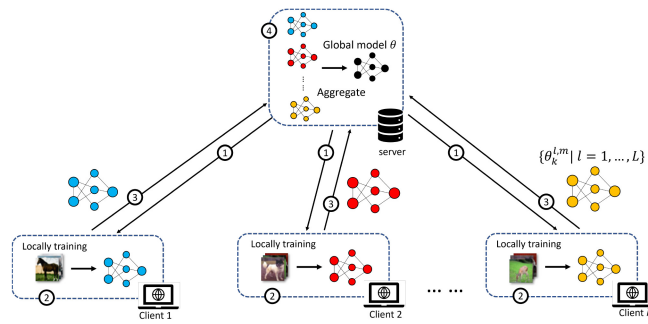 4
Global model θ
Aggregate
server
1
1
1
3
3
3
{θ_k^{l,m} | l = 1, ..., L}
Locally training
Locally training
Locally training
2
2
2
Client 1
Client 2
... ...
Client